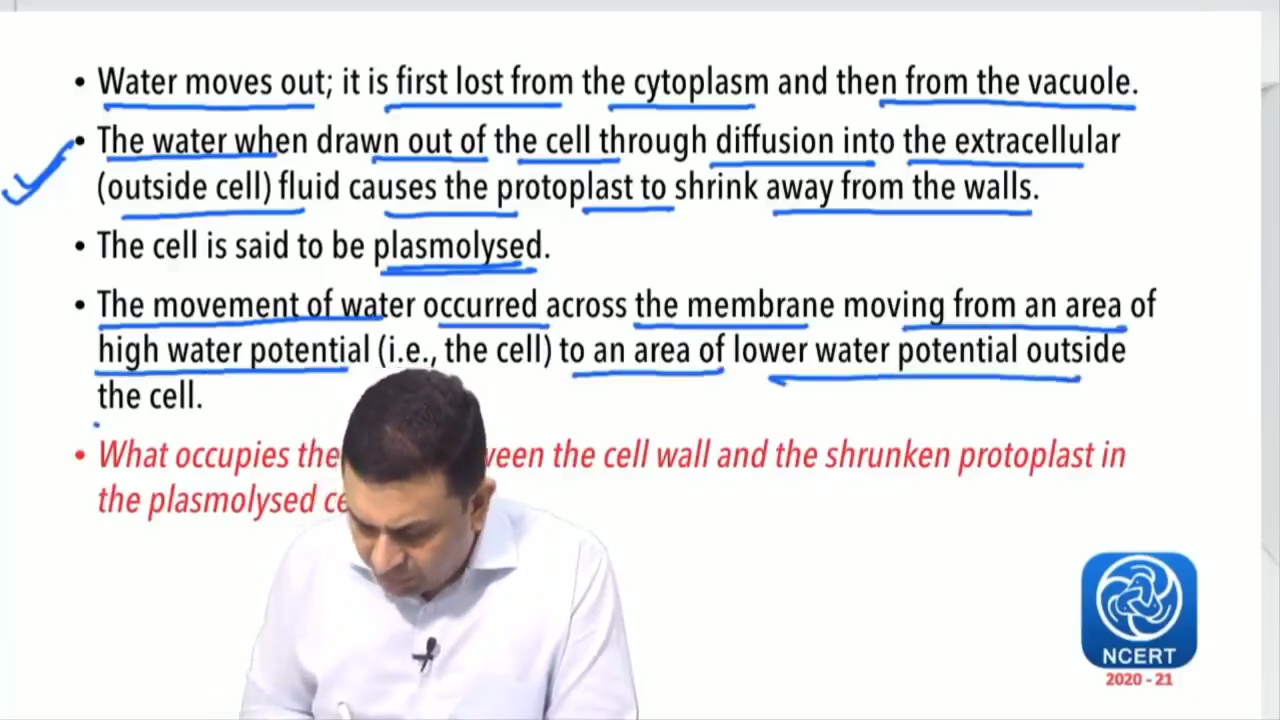 • Water moves out; it is first lost from the cytoplasm and then from the vacuole.
• The water when drawn out of the cell through diffusion into the extracellular
(outside cell) fluid causes the protoplast to shrink away from the walls.
• The cell is said to be plasmolysed.
• The movement of water occurred across the membrane moving from an area of
high water potential (i.e., the cell) to an area of lower water potential outside
the cell.
• What occupies the the cell wall and the shrunken protoplast in
the plasmolysed
NCERT
2020 - 21